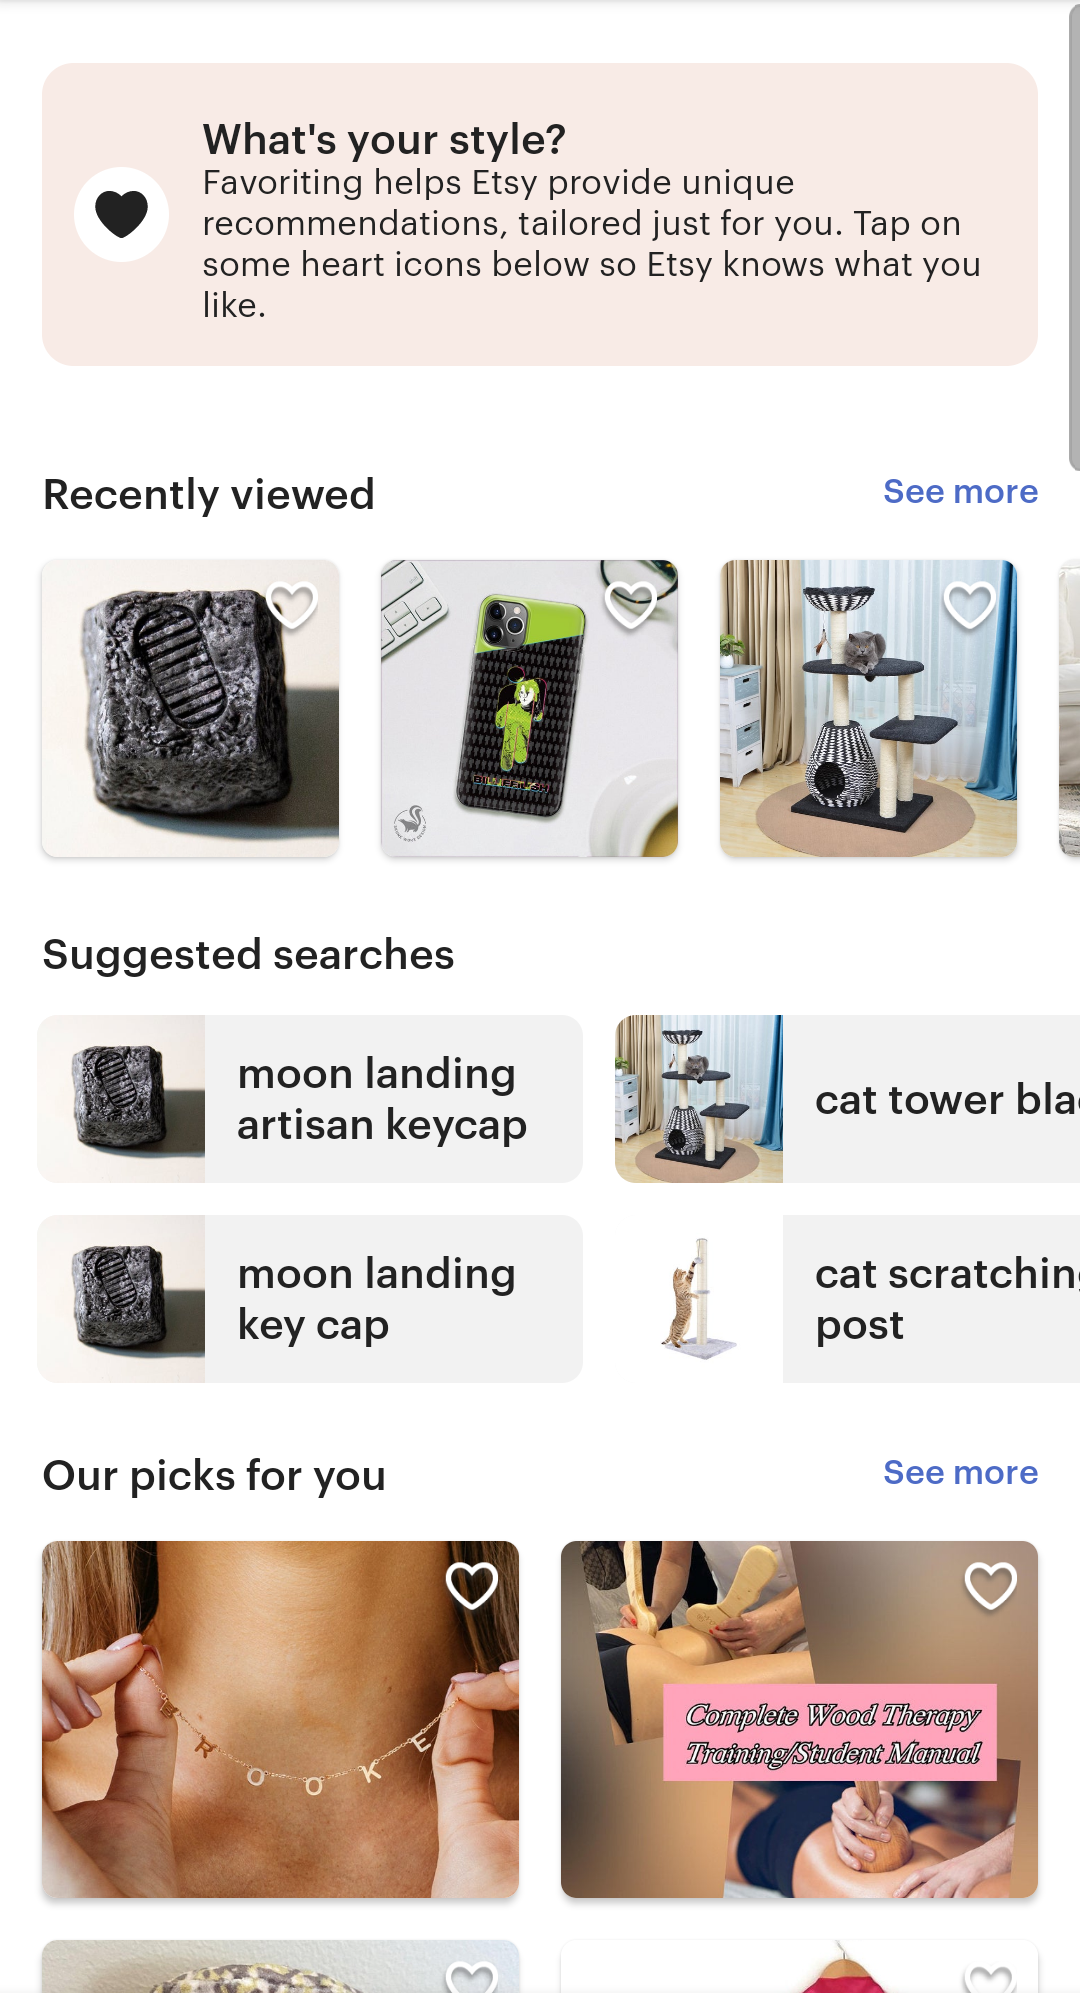 What's your style?
Favoriting helps Etsy provide unique
recommendations, tailored just for you. Tap on
some heart icons below so Etsy knows what you
like.
Recently viewed
See more
Suggested searches
moon landing
artisan keycap
cat tower bla
moon landing
key cap
cat scratching
post
Our picks for you
See more
BROOKE
Complete Wood Therapy
Training/Student Manual